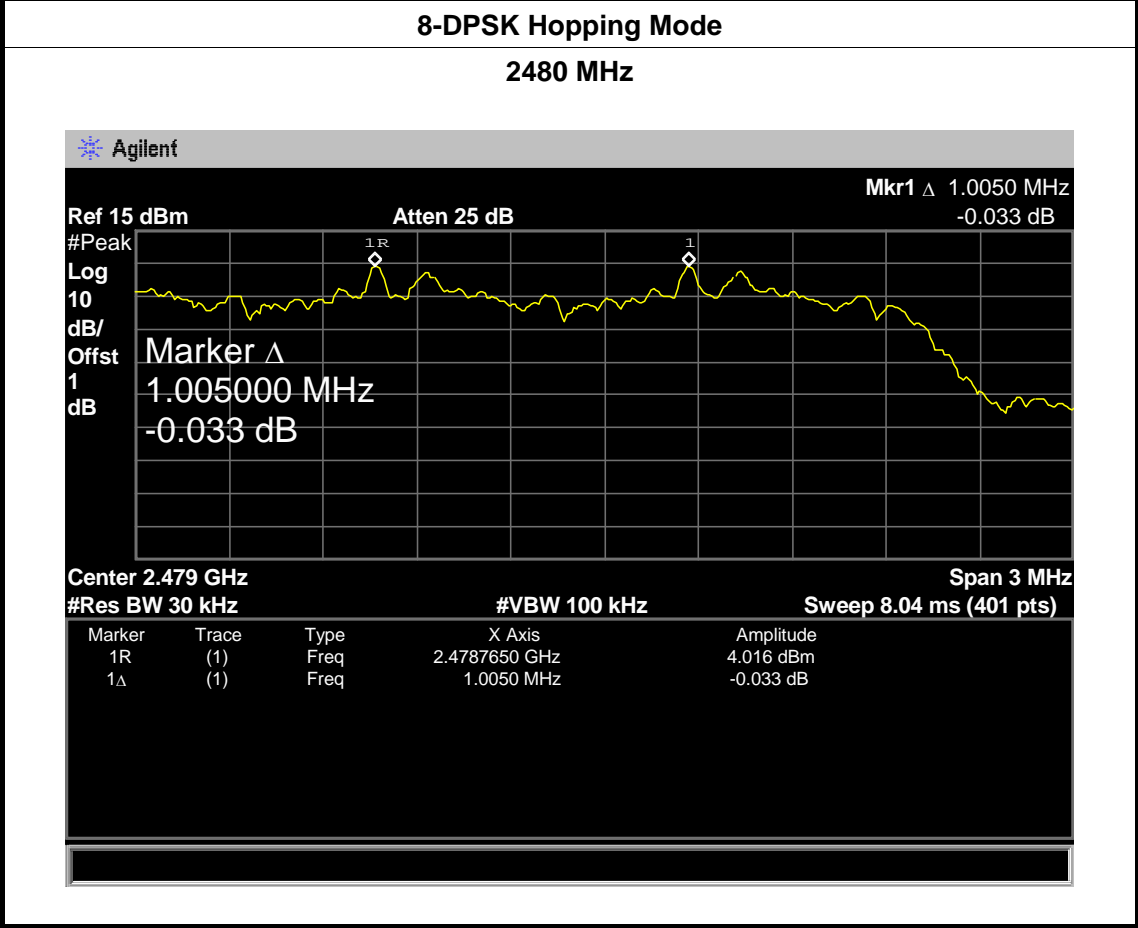 8-DPSK Hopping Mode
2480 MHz
Agilent
Mkr1 Δ 1.0050 MHz
Ref 15 dBm Atten 25 dB -0.033 dB
#Peak
Log
10
dB/
Offst
1
dB
1R 1
Marker Δ
1.005000 MHz
-0.033 dB
Center 2.479 GHz Span 3 MHz
#Res BW 30 kHz #VBW 100 kHz Sweep 8.04 ms (401 pts)
Marker Trace Type X Axis Amplitude
1R (1) Freq 2.4787650 GHz 4.016 dBm
1Δ (1) Freq 1.0050 MHz -0.033 dB